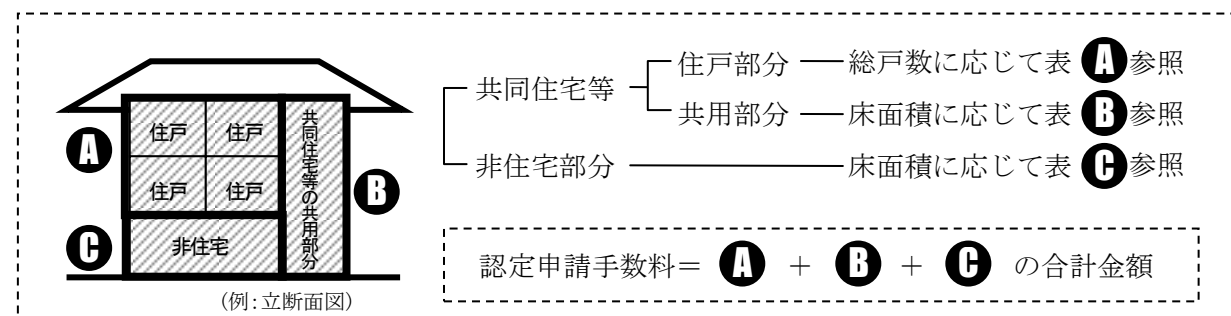 A
住戸 住戸
住戸 住戸
共同住宅等の共用部分
B
C
非住宅
(例:立断面図)
共同住宅等
住戸部分 総戸数に応じて表 A 参照
共用部分 床面積に応じて表 B 参照
非住宅部分 床面積に応じて表 C 参照
認定申請手数料= A + B + C の合計金額